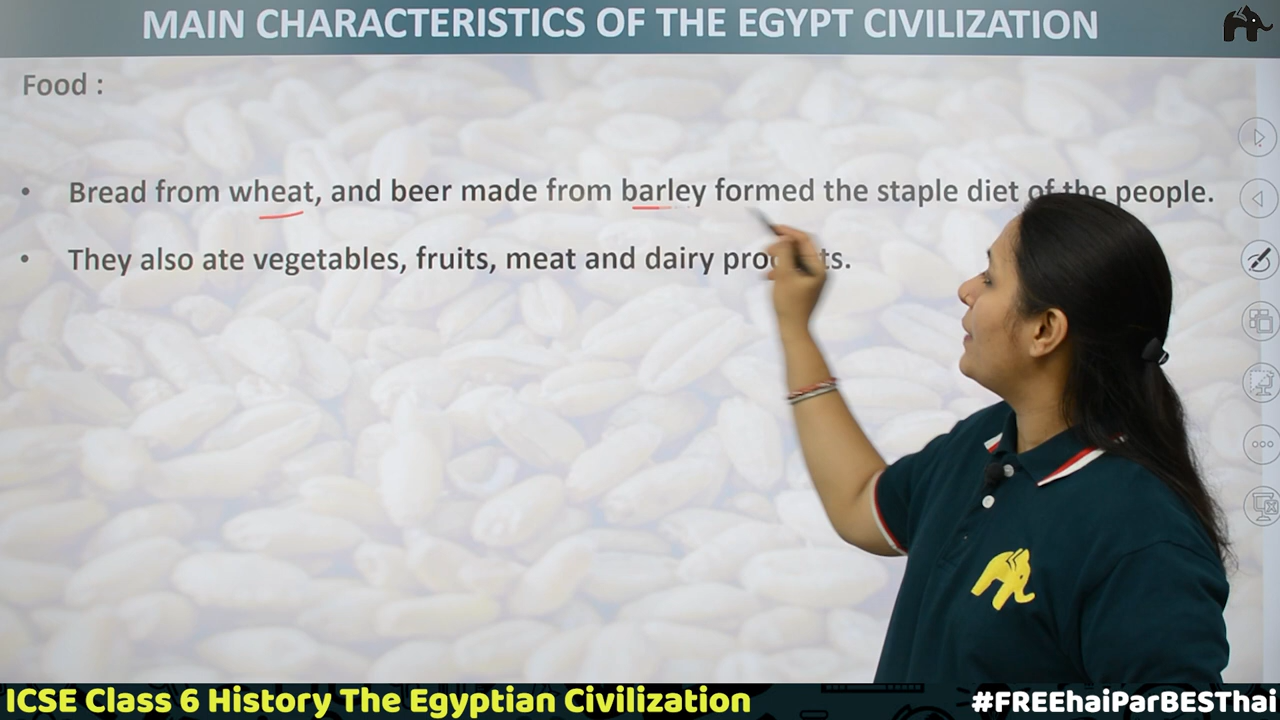 MAIN CHARACTERISTICS OF THE EGYPT CIVILIZATION
Food :
• Bread from wheat, and beer made from barley formed the staple diet of the people.
• They also ate vegetables, fruits, meat and dairy products.
ICSE Class 6 History The Egyptian Civilization
#FREEhaiParBESThai